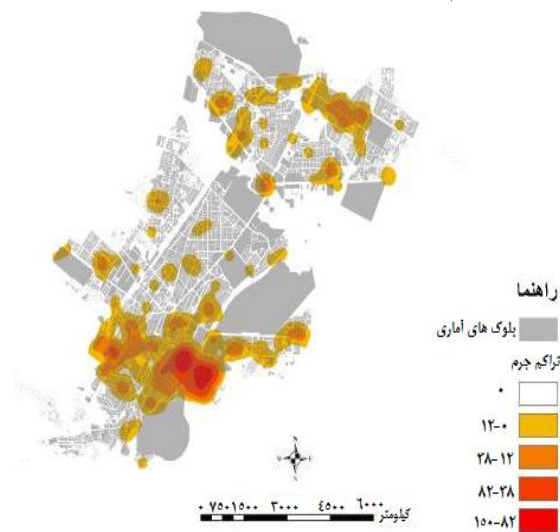 راهنما
بلوک های آماری
تراکم جرم
۰
۱۲-۰
۳۸-۱۲
۸۲-۳۸
۱۵۰-۸۲
۰ ۷۵۰ ۱۵۰۰ ۳۰۰۰ ۴۵۰۰ ۶۰۰۰
کیلومتر